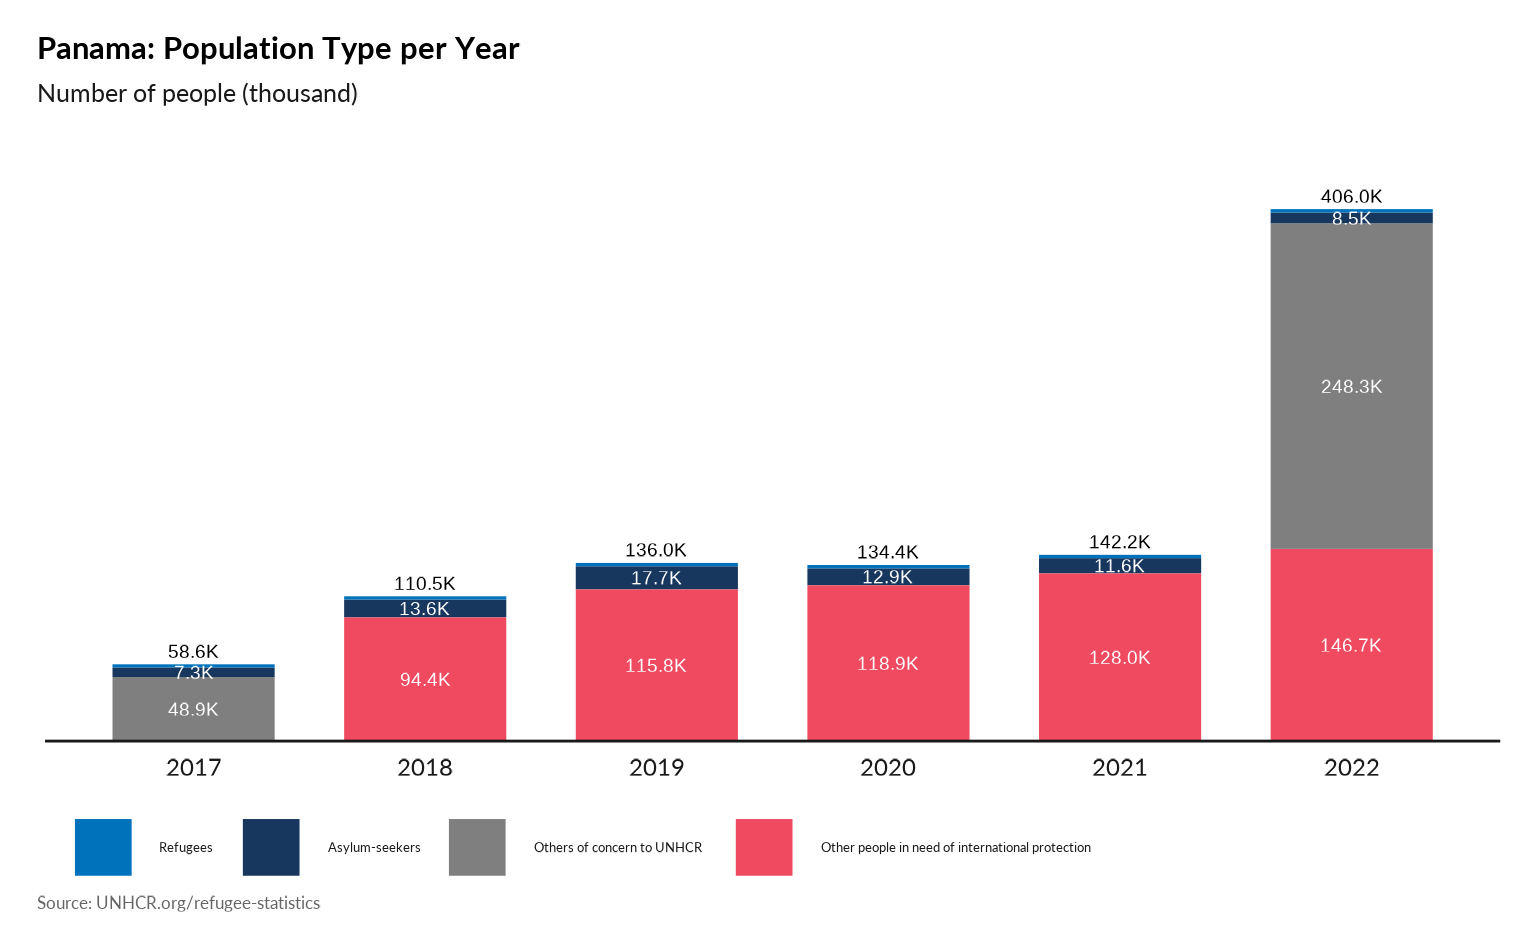 Panama: Population Type per Year
Number of people (thousand)
406.0K
8.5K
248.3K
146.7K
142.2K
11.6K
128.0K
136.0K
17.7K
115.8K
134.4K
12.9K
118.9K
110.5K
13.6K
94.4K
58.6K
7.3K
48.9K
2017 2018 2019 2020 2021 2022
Refugees Asylum-seekers Others of concern to UNHCR Other people in need of international protection
Source: UNHCR.org/refugee-statistics